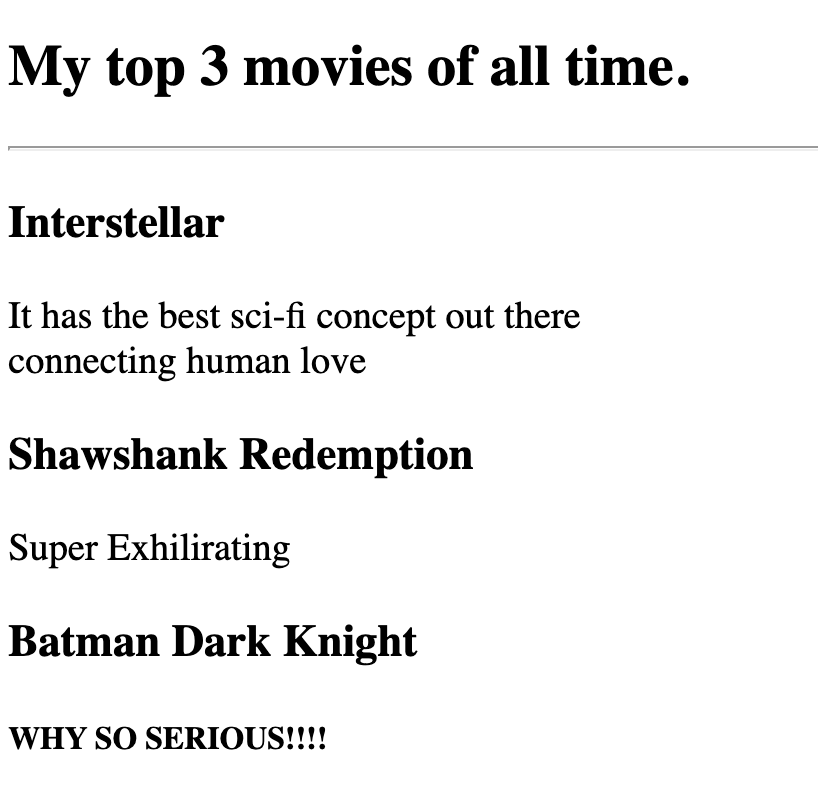 My top 3 movies of all time.
Interstellar
It has the best sci-fi concept out there
connecting human love
Shawshank Redemption
Super Exhilirating
Batman Dark Knight
WHY SO SERIOUS!!!!